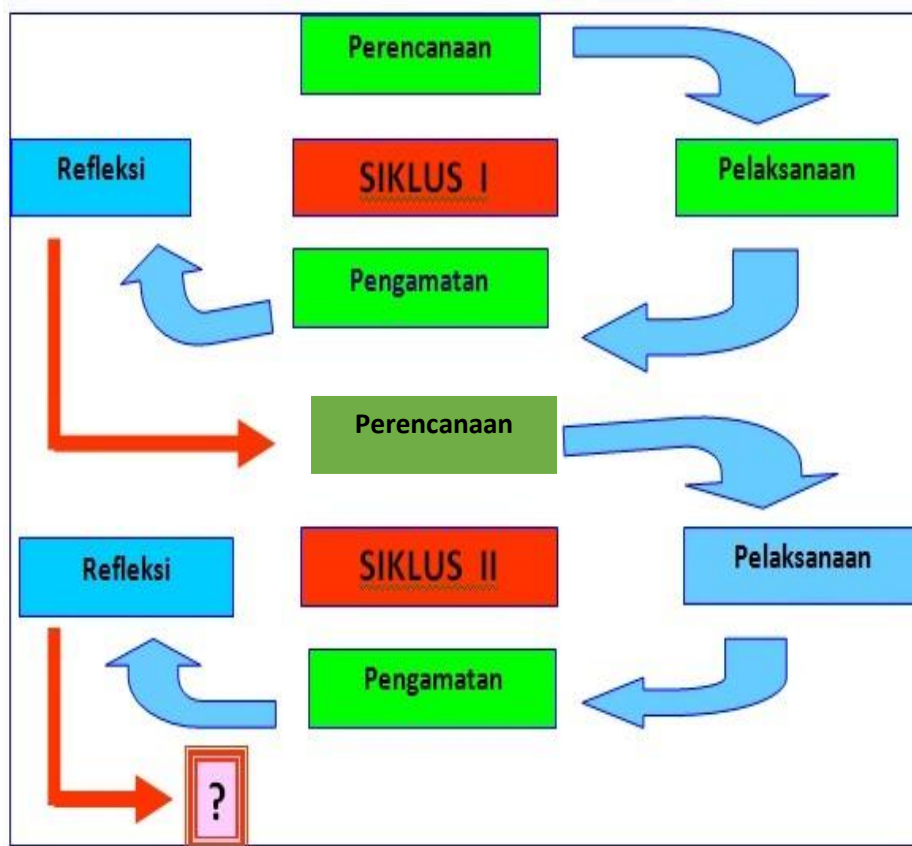 Perencanaan
Refleksi
SIKLUS I
Pelaksanaan
Pengamatan
Perencanaan
Refleksi
SIKLUS II
Pelaksanaan
Pengamatan
?